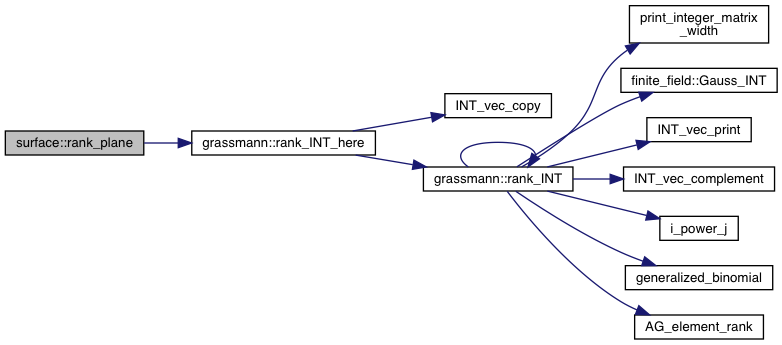 surface::rank_plane
grassmann::rank_INT_here
INT_vec_copy
grassmann::rank_INT
print_integer_matrix
_width
finite_field::Gauss_INT
INT_vec_print
INT_vec_complement
i_power_j
generalized_binomial
AG_element_rank